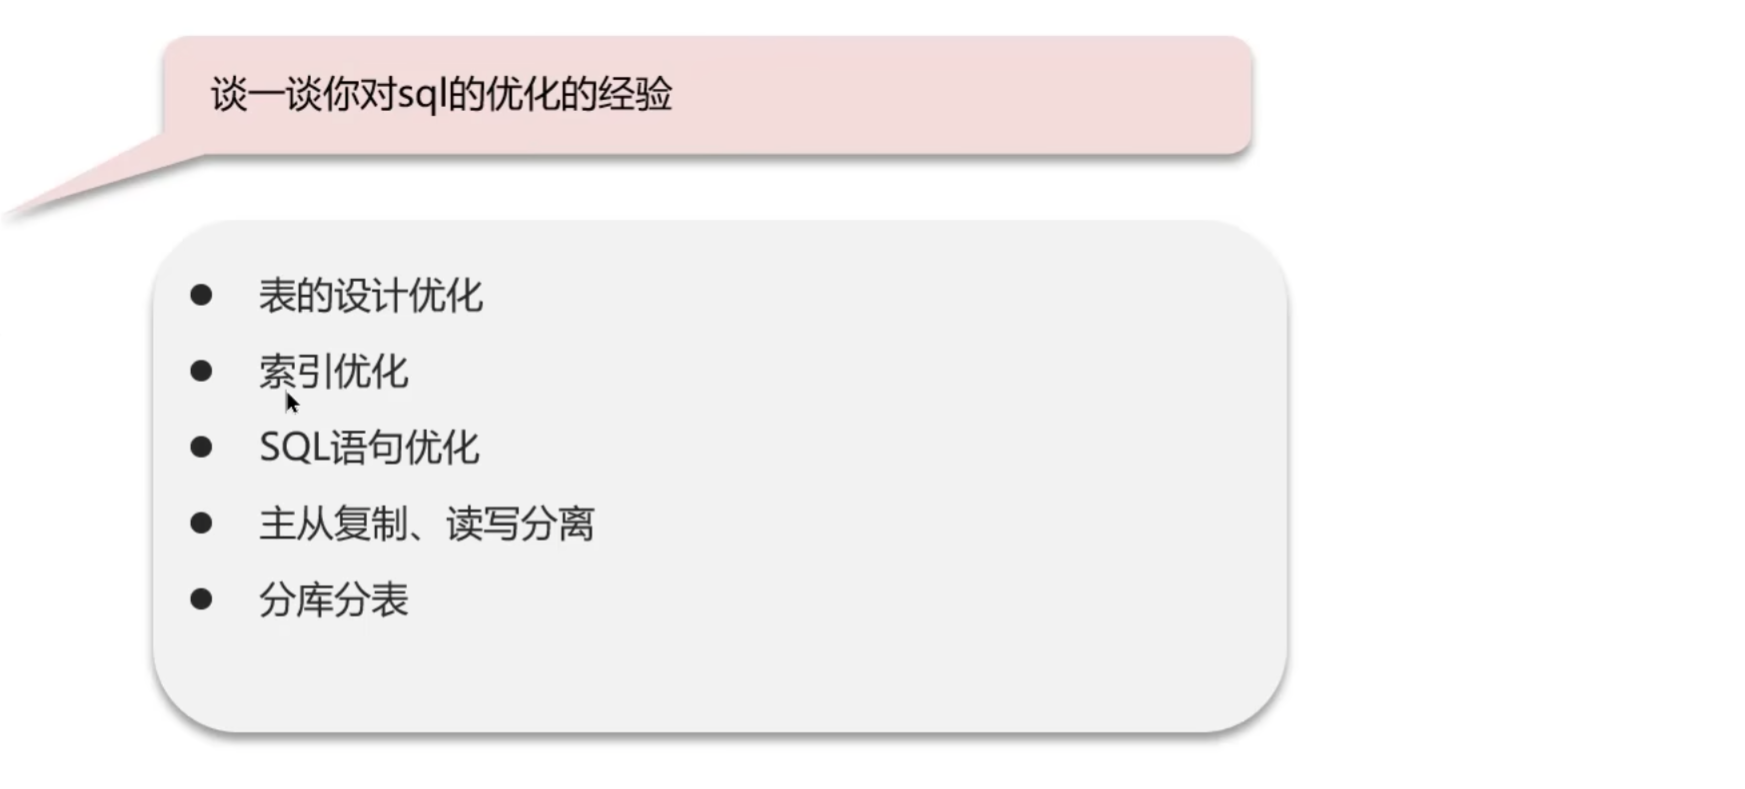 谈一谈你对sql的优化的经验
表的设计优化
索引优化
SQL语句优化
主从复制、读写分离
分库分表